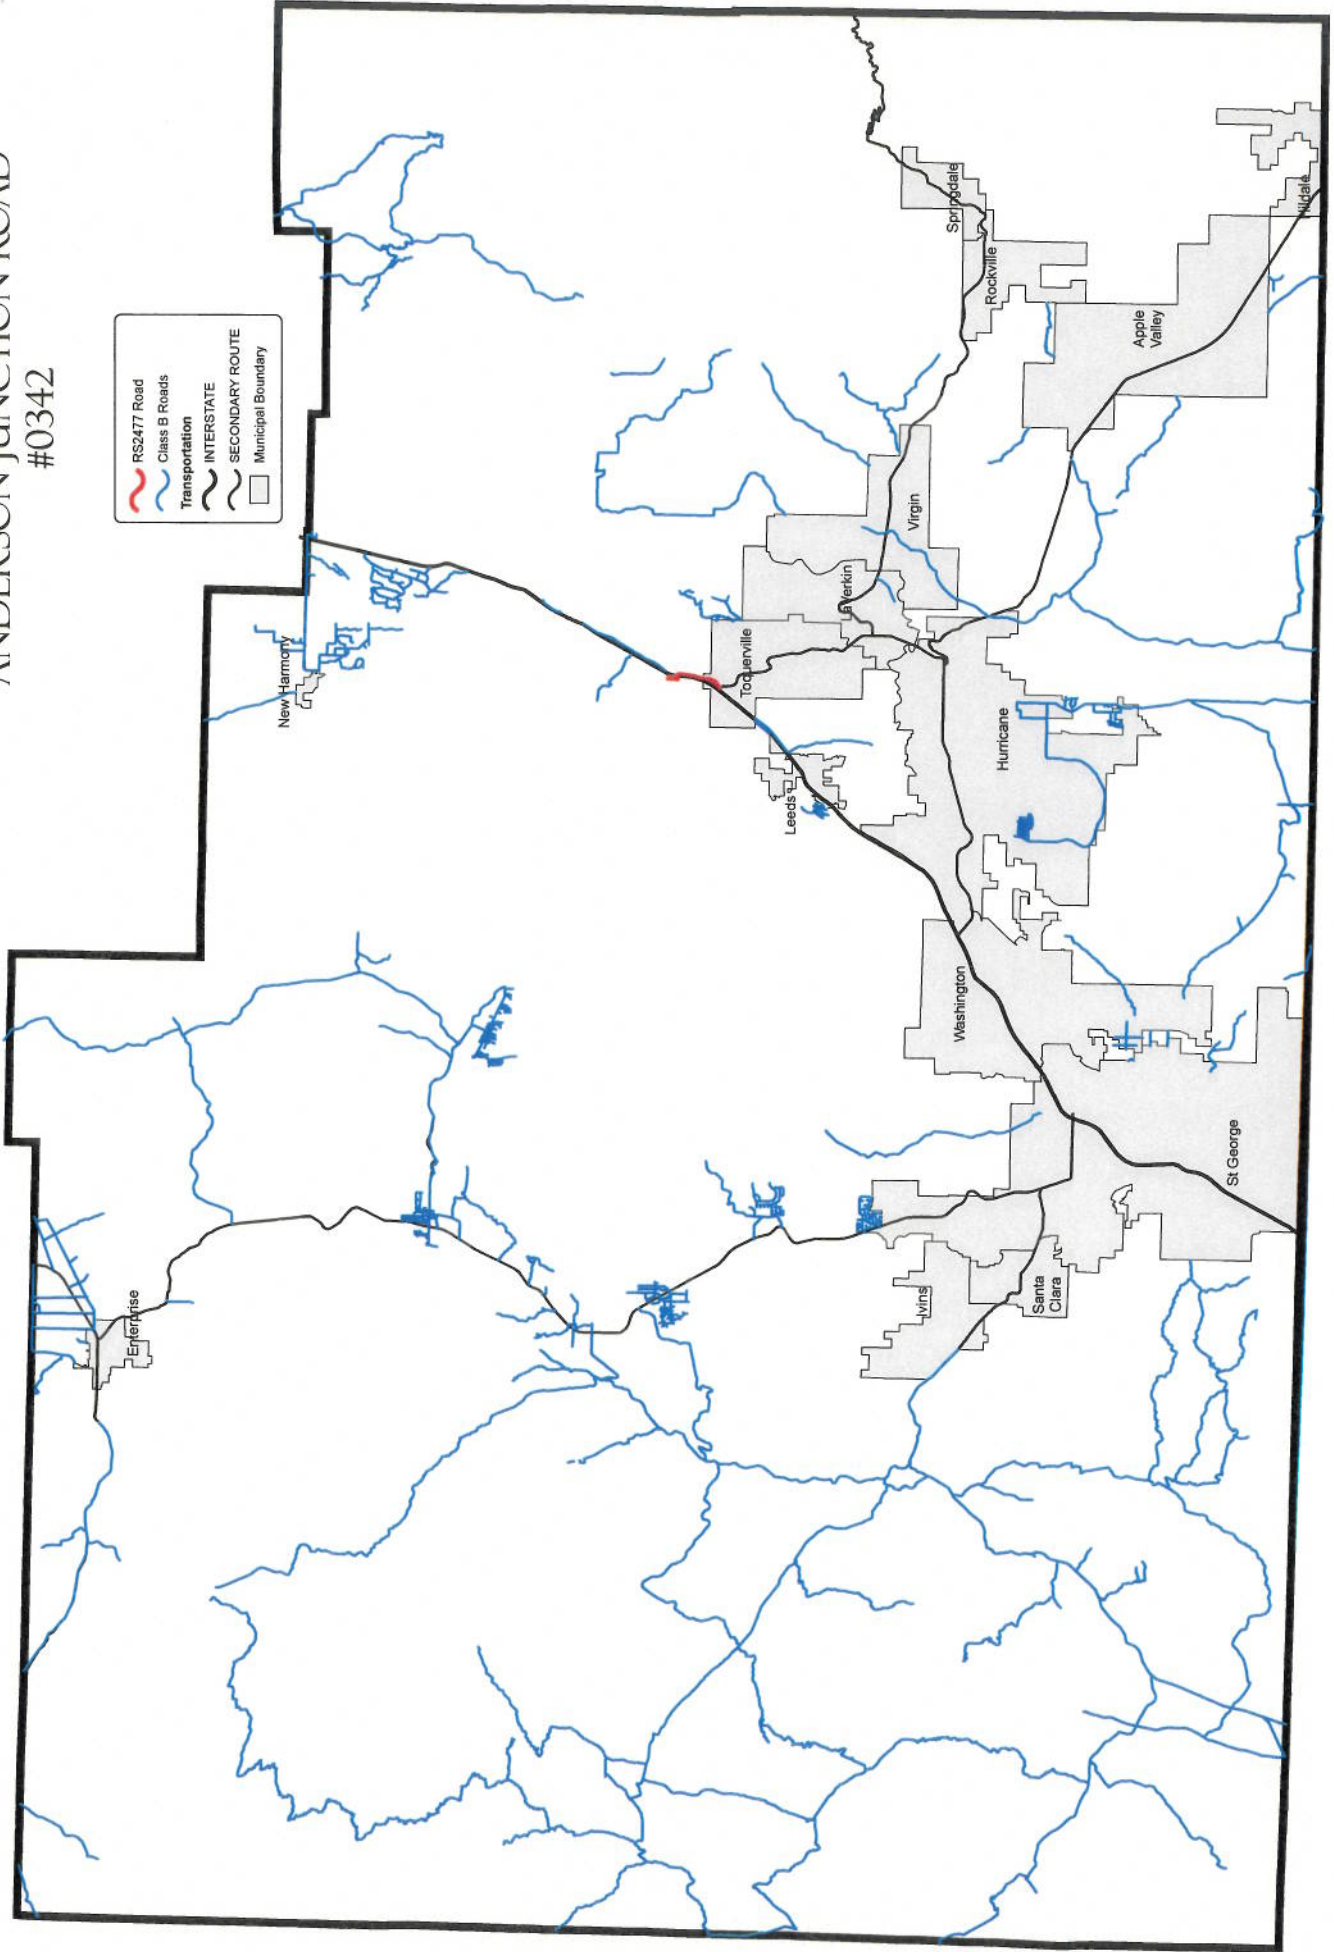 ANDERSON JUNCTION ROAD
#0342
RS2477 Road
Class B Roads
Transportation
INTERSTATE
SECONDARY ROUTE
Municipal Boundary
Enterprise
New Harmony
Toquerville
Leeds
LaVerkin
Virgin
Ivins
Springdale
Washington
Rockville
Hurricane
Santa
Clara
Apple
Valley
St George
Hildale